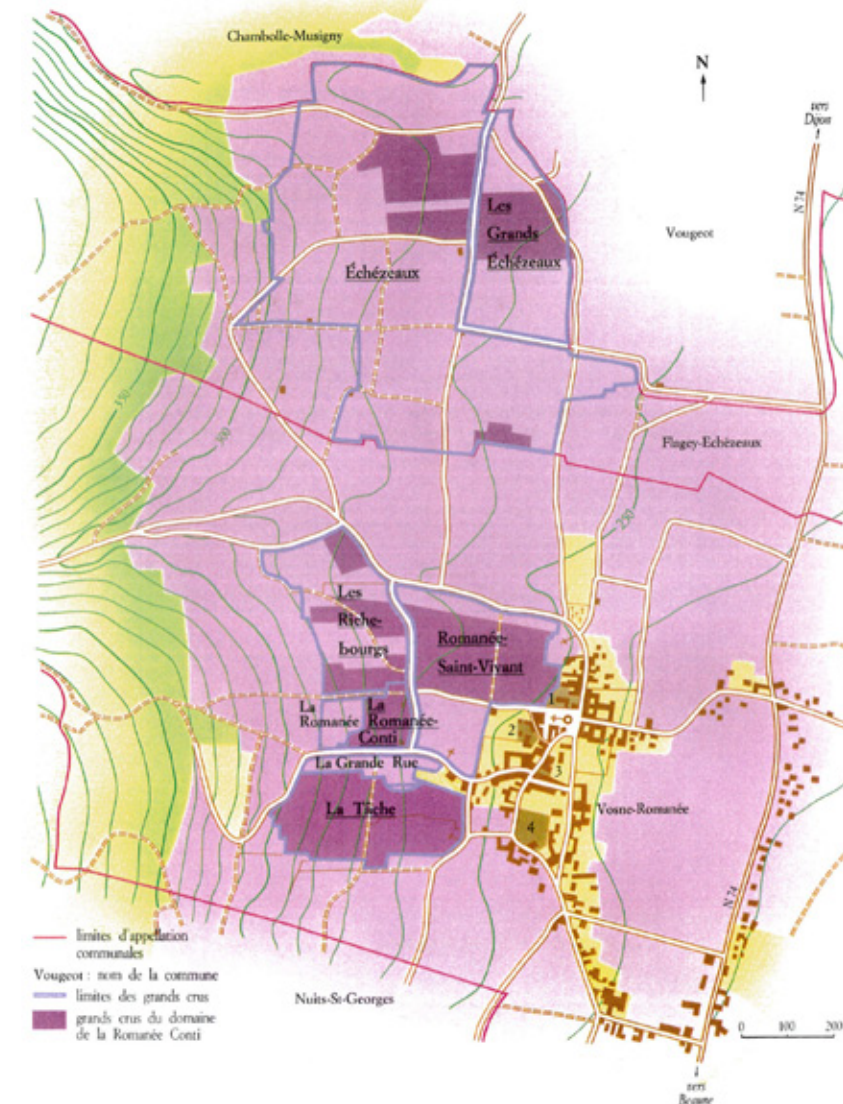 Chambolle-Musigny
N
vers
Dijon
N 74
Vougeot
Les
Grands
Échézeaux
Échézeaux
350
300
Flagey-Echèzeaux
250
Les
Riche-
bourgs
Romanée-
Saint-Vivant
La
Romanée
La
Romanée-
Conti
1
2
3
4
La Grande Rue
La Tâche
Vosne-Romanée
N 74
limites d'appellation
communales
Vougeot : nom de la commune
limites des grands crus
grands crus du domaine
de la Romanée Conti
Nuits-St-Georges
0 100 200
vers
Beaune